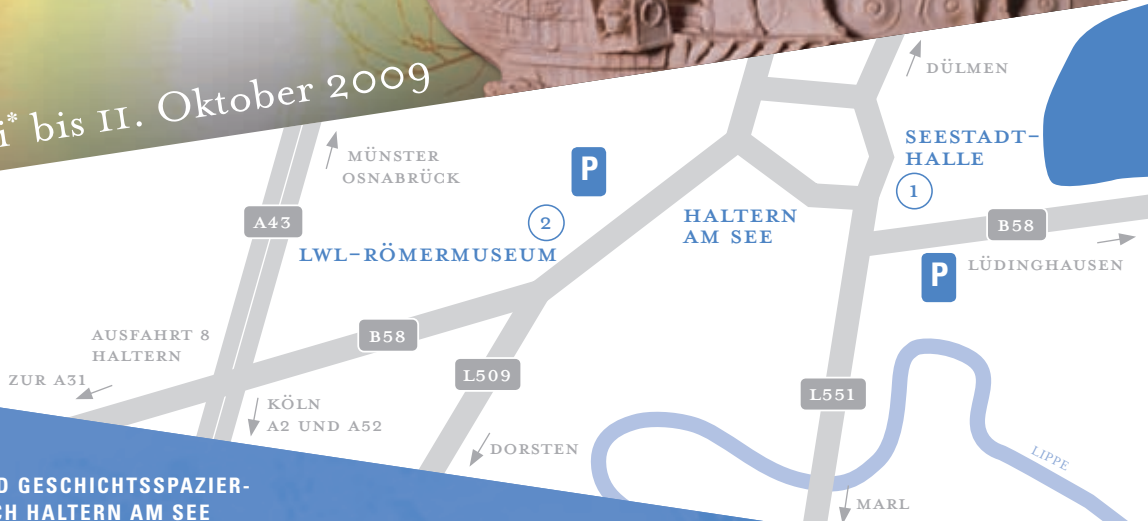 bis 11. Oktober 2009
DÜLMEN
MÜNSTER
OSNABRÜCK
P
SEESTADT-
HALLE
1
A43
2
HALTERN
AM SEE
LWL-RÖMERMUSEUM
B58
LÜDINGHAUSEN
P
AUSFAHRT 8
HALTERN
B58
ZUR A31
L509
L551
KÖLN
A2 UND A52
DORSTEN
LIPPE
GESCHICHTSSPAZIER-
HALTERN AM SEE
MARL